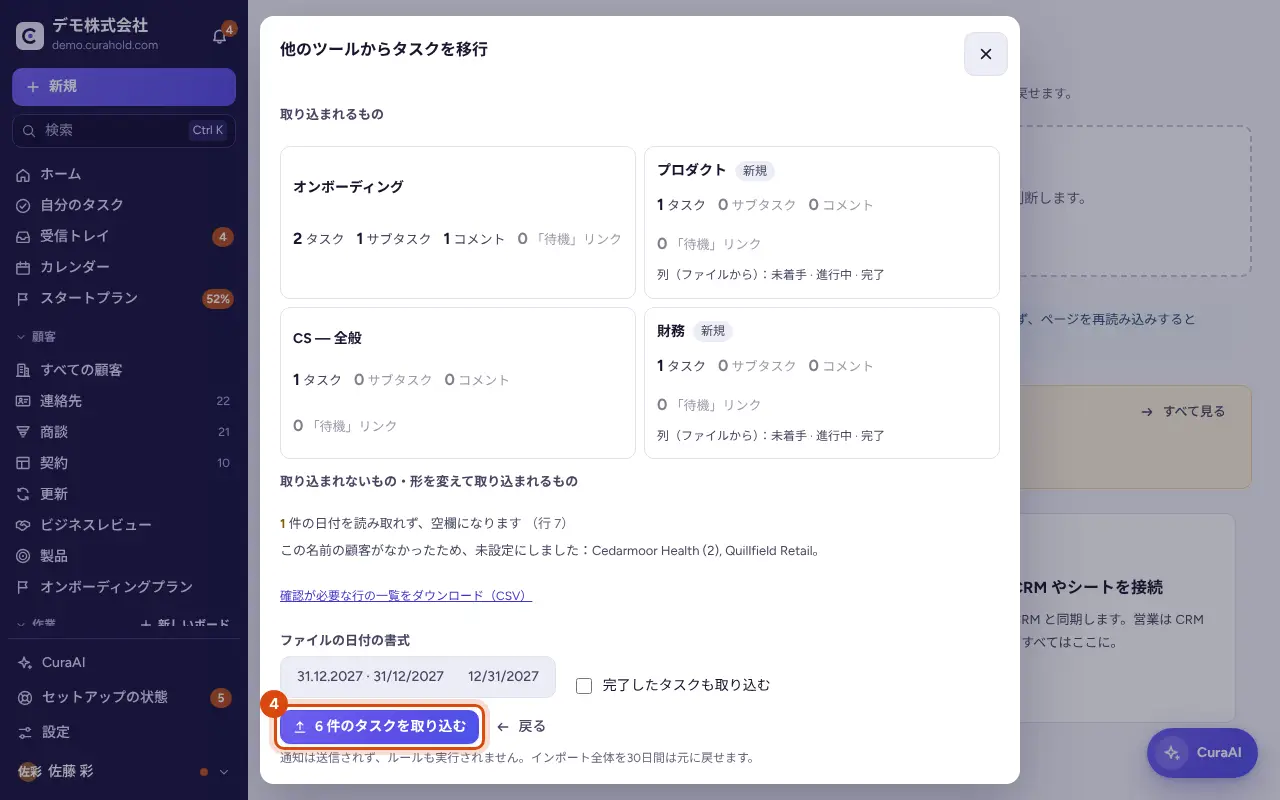 デモ株式会社
demo.curahold.com
4
新規
検索
Ctrl K
ホーム
自分のタスク
受信トレイ
4
カレンダー
スタートプラン
52%
顧客
すべての顧客
連絡先
22
商談
21
契約
10
更新
ビジネスレビュー
製品
オンボーディングプラン
作業
新しいボード
CuraAI
セットアップの状態
5
設定
佐彩 佐藤 彩
他のツールからタスクを移行
取り込まれるもの
オンボーディング
2 タスク 1 サブタスク 1 コメント 0 「待機」リンク
プロダクト 新規
1 タスク 0 サブタスク 0 コメント
0 「待機」リンク
列（ファイルから）：未着手 · 進行中 · 完了
CS — 全般
1 タスク 0 サブタスク 0 コメント
0 「待機」リンク
財務 新規
1 タスク 0 サブタスク 0 コメント
0 「待機」リンク
列（ファイルから）：未着手 · 進行中 · 完了
取り込まれないもの・形を変えて取り込まれるもの
1 件の日付を読み取れず、空欄になります （行 7）
この名前の顧客がなかったため、未設定にしました：Cedarmoor Health (2), Quillfield Retail。
確認が必要な行の一覧をダウンロード（CSV）
ファイルの日付の書式
31.12.2027 · 31/12/2027 12/31/2027
完了したタスクも取り込む
4
6 件のタスクを取り込む
戻る
通知は送信されず、ルールも実行されません。インポート全体を30日間は元に戻せます。
戻せます。
断します。
ず、ページを再読み込みすると
すべて見る
CRM やシートを接続
RM と同期します。営業は CRM
すべてはここに。
CuraAI